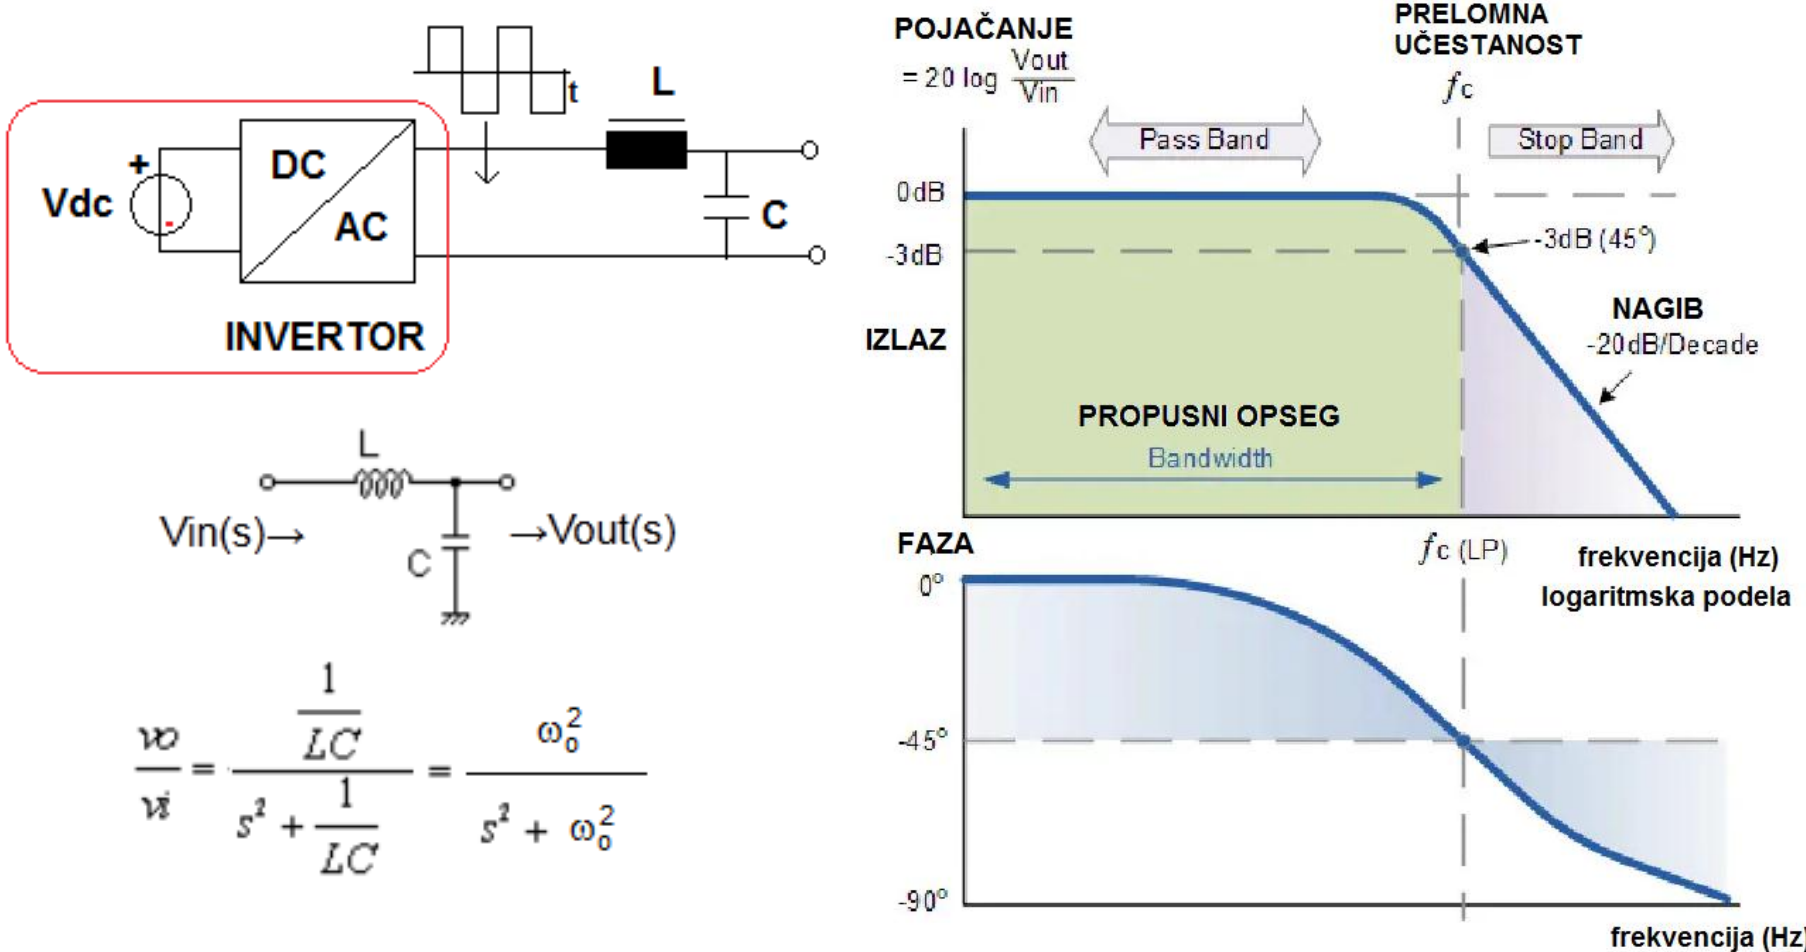 t
L
+
Vdc
DC
AC
C
INVERTOR
L
Vin(s)→
→Vout(s)
C
vo/vi = (1/LC)/(s² + 1/LC) = ω₀²/(s² + ω₀²)
POJAČANJE
= 20 log Vout/Vin
PRELOMNA
UČESTANOST
fc
Pass Band
Stop Band
0dB
-3dB
-3dB (45°)
IZLAZ
NAGIB
-20dB/Decade
PROPUSNI OPSEG
Bandwidth
FAZA
fc (LP)
frekvencija (Hz)
logaritmska podela
0°
-45°
-90°
frekvencija (Hz)